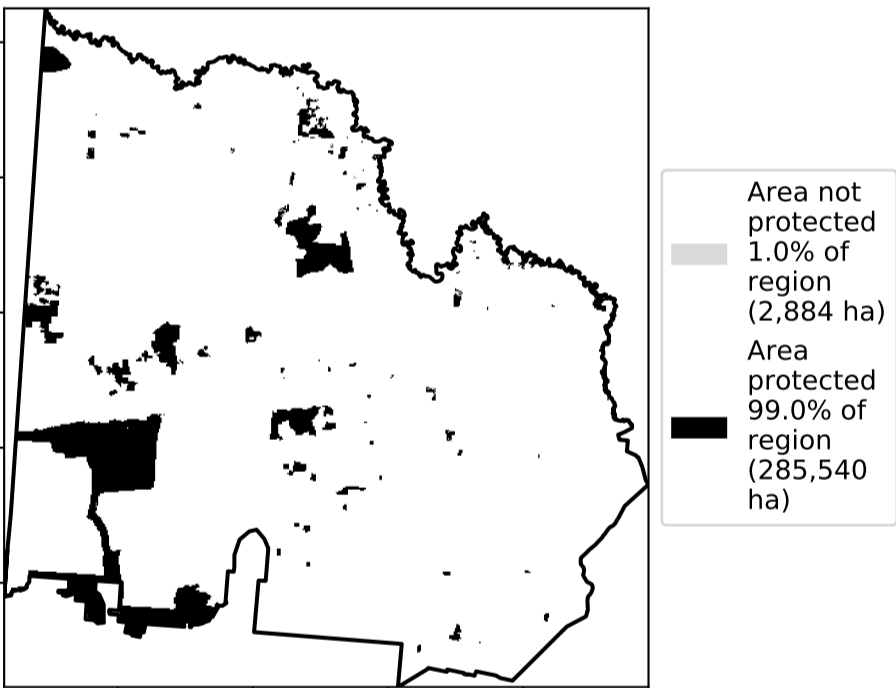 Area not
protected
1.0% of
region
(2,884 ha)
Area
protected
99.0% of
region
(285,540
ha)